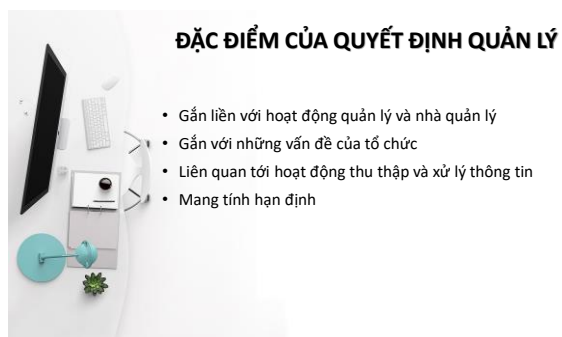 ĐẶC ĐIỂM CỦA QUYẾT ĐỊNH QUẢN LÝ
• Gắn liền với hoạt động quản lý và nhà quản lý
• Gắn với những vấn đề của tổ chức
• Liên quan tới hoạt động thu thập và xử lý thông tin
• Mang tính hạn định